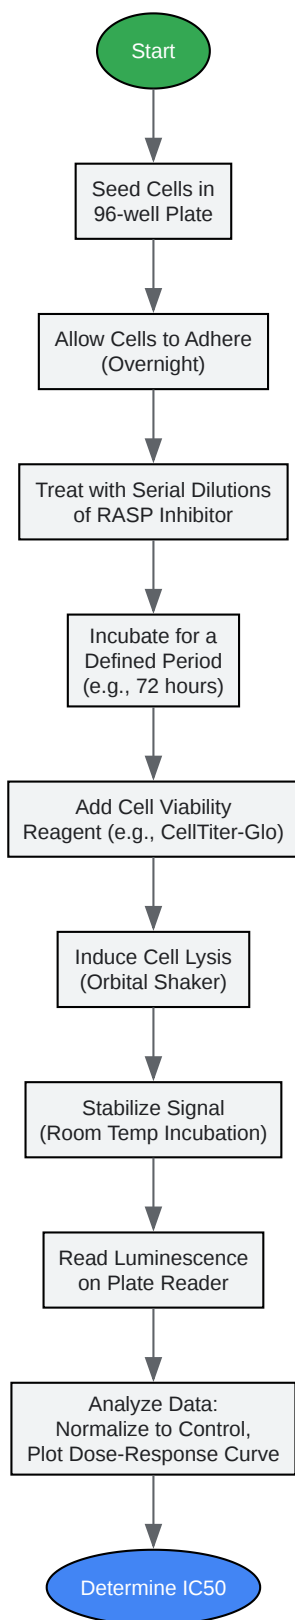 Start
Seed Cells in
96-well Plate
Allow Cells to Adhere
(Overnight)
Treat with Serial Dilutions
of RASP Inhibitor
Incubate for a
Defined Period
(e.g., 72 hours)
Add Cell Viability
Reagent (e.g., CellTiter-Glo)
Induce Cell Lysis
(Orbital Shaker)
Stabilize Signal
(Room Temp Incubation)
Read Luminescence
on Plate Reader
Analyze Data:
Normalize to Control,
Plot Dose-Response Curve
Determine IC50